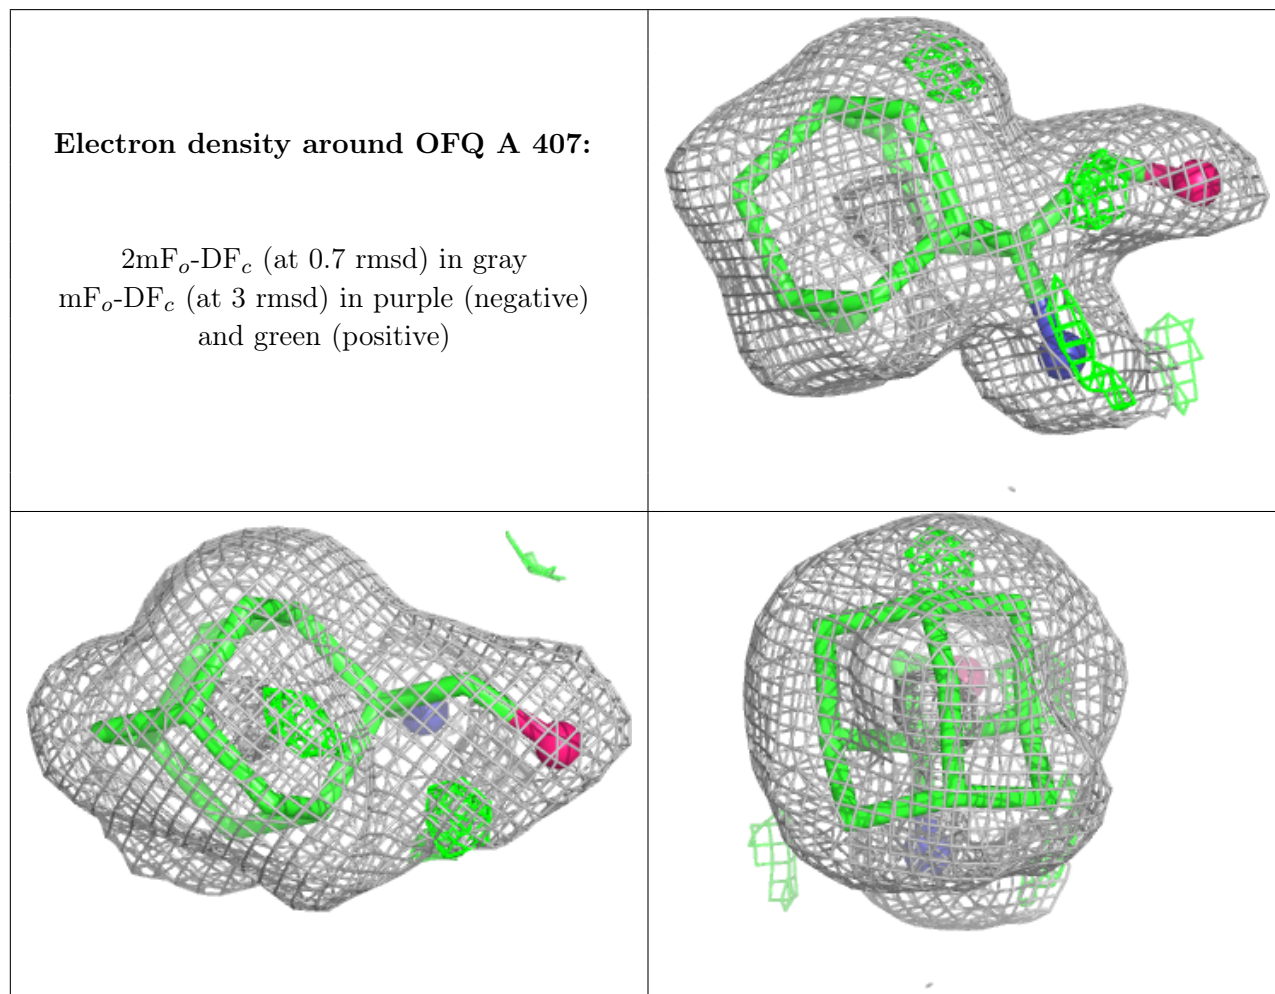 Electron density around OFQ A 407:
2mFo-DFc (at 0.7 rmsd) in gray
mFo-DFc (at 3 rmsd) in purple (negative)
and green (positive)